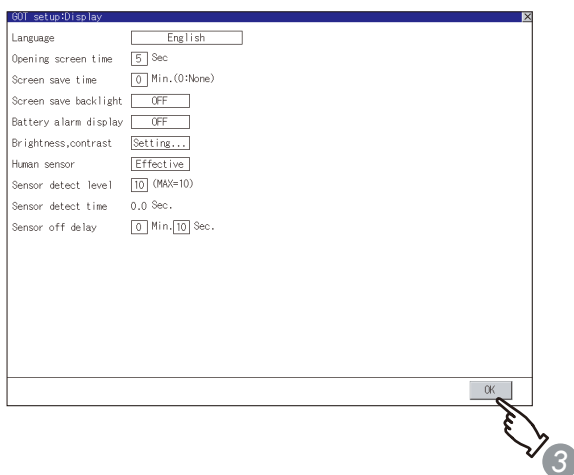 GOT setup:Display
Language English
Opening screen time 5 Sec
Screen save time 0 Min.(0:None)
Screen save backlight OFF
Battery alarm display OFF
Brightness,contrast Setting...
Human sensor Effective
Sensor detect level 10 (MAX=10)
Sensor detect time 0.0 Sec.
Sensor off delay 0 Min. 10 Sec.
OK
3